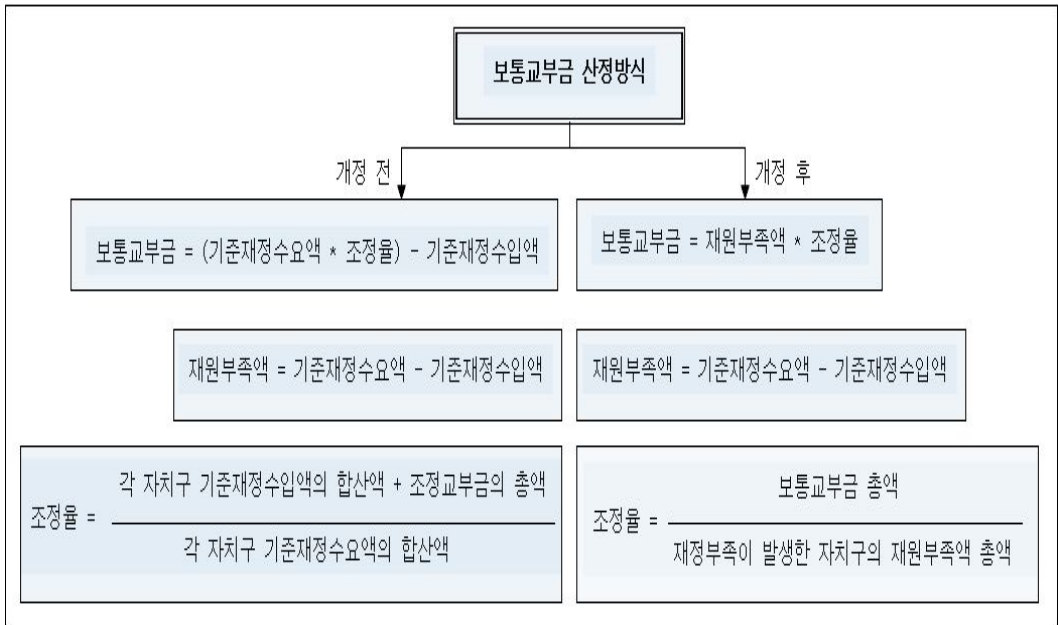 보통교부금 산정방식
개정 전
개정 후
보통교부금 = (기준재정수요액 * 조정율) - 기준재정수입액
보통교부금 = 재원부족액 * 조정율
재원부족액 = 기준재정수요액 - 기준재정수입액
재원부족액 = 기준재정수요액 - 기준재정수입액
각 자치구 기준재정수입액의 합산액 + 조정교부금의 총액
조정율 =
각 자치구 기준재정수요액의 합산액
보통교부금 총액
조정율 =
재정부족이 발생한 자치구의 재원부족액 총액